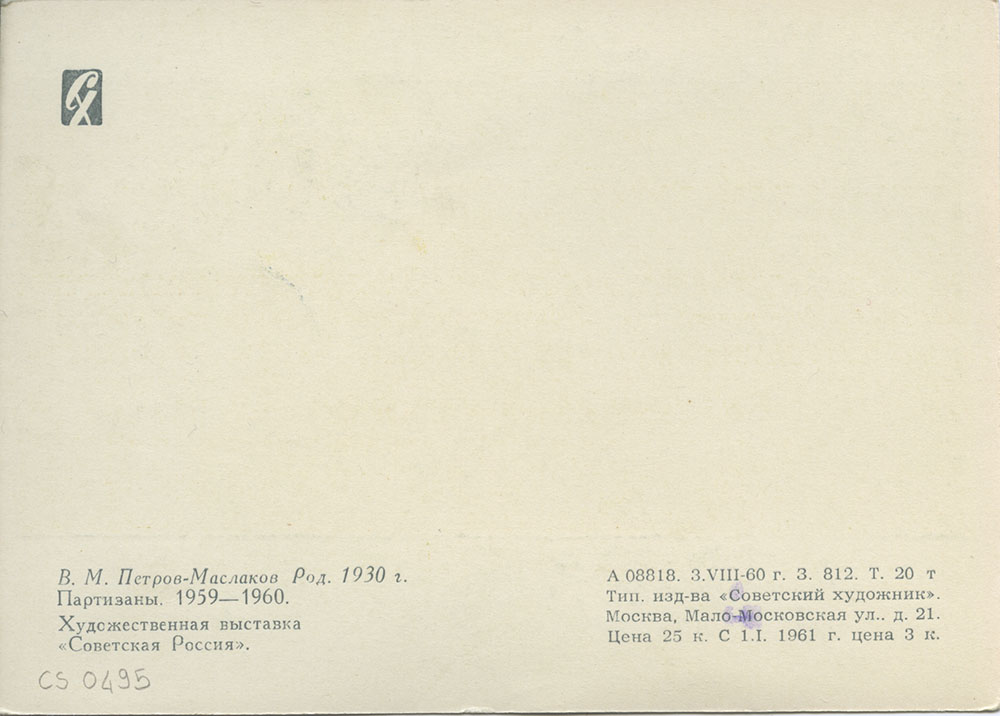 СХ
В. М. Петров-Маслаков Род. 1930 г.
Партизаны. 1959—1960.
Художественная выставка
«Советская Россия».
CS 0495
А 08818. 3.VIII-60 г. З. 812. Т. 20 т
Тип. изд-ва «Советский художник».
Москва, Мало-Московская ул.. д. 21.
Цена 25 к. С 1.I. 1961 г. цена 3 к.